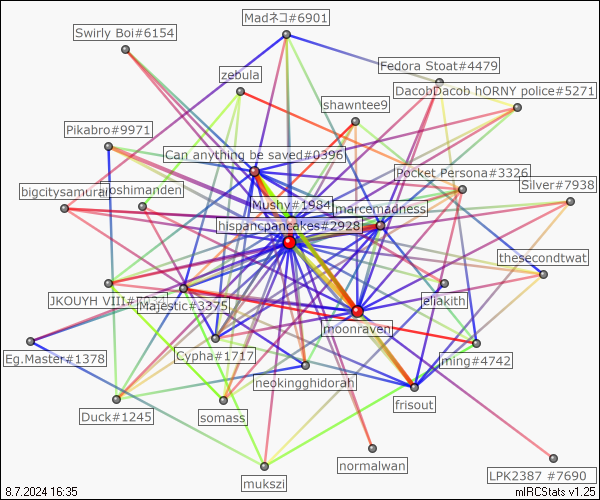 Madネコ#6901
Swirly Boi#6154
Fedora Stoat#4479
zebula
DacobDacob hORNY police#5271
shawntee9
Pikabro#9971
Can anything be saved#0396
Pocket Persona#3326
Silver#7938
bigcitysamurai
yoshimanden
Mushy#1984
marcemadness
hispancpancakes#2928
thesecondtwat
JKOUYH VIII#
Majestic#3375
eliakith
moonraven
Eg.Master#1378
Cypha#1717
ming#4742
neokingghidorah
Duck#1245
somass
frisout
normalwan
mukszi
LPK2387 #7690
8.7.2024 16:35
mIRCStats v1.25